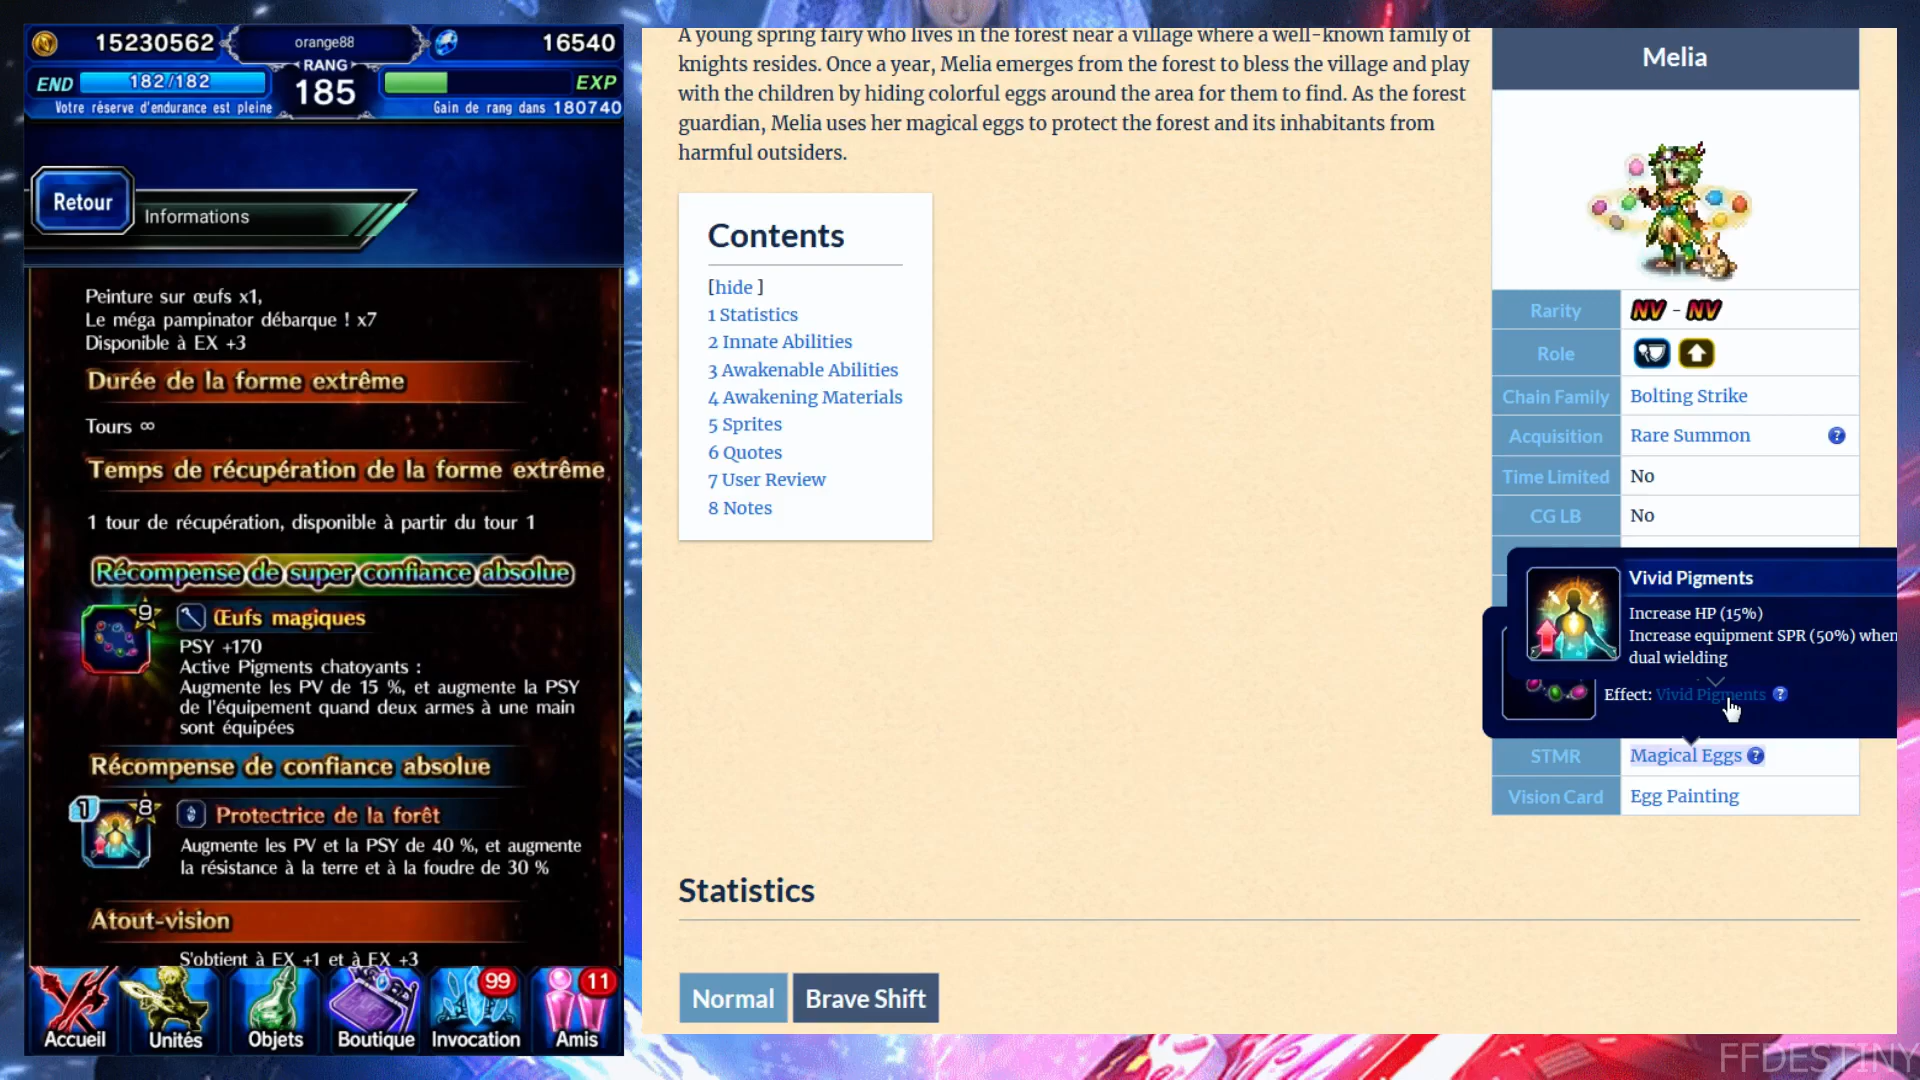 15230562
orange88
16540
RANG
END
182/182
185
EXP
Votre réserve d'endurance est pleine
Gain de rang dans 180740
Retour
Informations
Peinture sur œufs x1,
Le méga pampinator débarque ! x7
Disponible à EX +3
Durée de la forme extrême
Tours ∞
Temps de récupération de la forme extrême
1 tour de récupération, disponible à partir du tour 1
Récompense de super confiance absolue
9
Œufs magiques
PSY +170
Active Pigments chatoyants :
Augmente les PV de 15 %, et augmente la PSY
de l'équipement quand deux armes à une main
sont équipées
Récompense de confiance absolue
1
8
Protectrice de la forêt
Augmente les PV et la PSY de 40 %, et augmente
la résistance à la terre et à la foudre de 30 %
Atout-vision
S'obtient à EX +1 et à EX +3
99
11
Accueil
Unités
Objets
Boutique
Invocation
Amis
A young spring fairy who lives in the forest near a village where a well-known family of
knights resides. Once a year, Melia emerges from the forest to bless the village and play
with the children by hiding colorful eggs around the area for them to find. As the forest
guardian, Melia uses her magical eggs to protect the forest and its inhabitants from
harmful outsiders.
Contents
[hide ]
1 Statistics
2 Innate Abilities
3 Awakenable Abilities
4 Awakening Materials
5 Sprites
6 Quotes
7 User Review
8 Notes
Statistics
Normal
Brave Shift
Melia
Rarity
NV - NV
Role
Chain Family
Bolting Strike
Acquisition
Rare Summon
?
Time Limited
No
CG LB
No
Vivid Pigments
Increase HP (15%)
Increase equipment SPR (50%) when
dual wielding
Effect: Vivid Pigments ?
STMR
Magical Eggs ?
Vision Card
Egg Painting
FFDESTINY